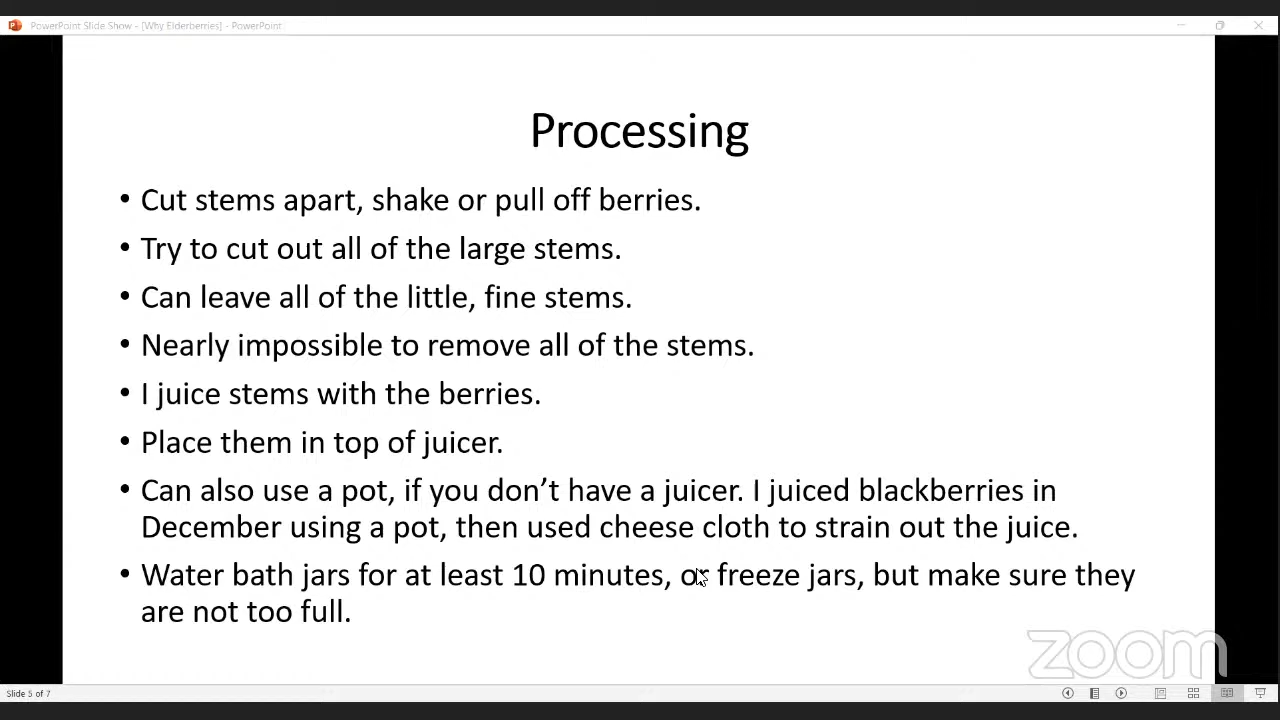 PowerPoint Slide Show - [Why Elderberries] - PowerPoint
Processing
• Cut stems apart, shake or pull off berries.
• Try to cut out all of the large stems.
• Can leave all of the little, fine stems.
• Nearly impossible to remove all of the stems.
• I juice stems with the berries.
• Place them in top of juicer.
• Can also use a pot, if you don’t have a juicer. I juiced blackberries in
December using a pot, then used cheese cloth to strain out the juice.
• Water bath jars for at least 10 minutes, or freeze jars, but make sure they
are not too full.
zoom
Slide 5 of 7